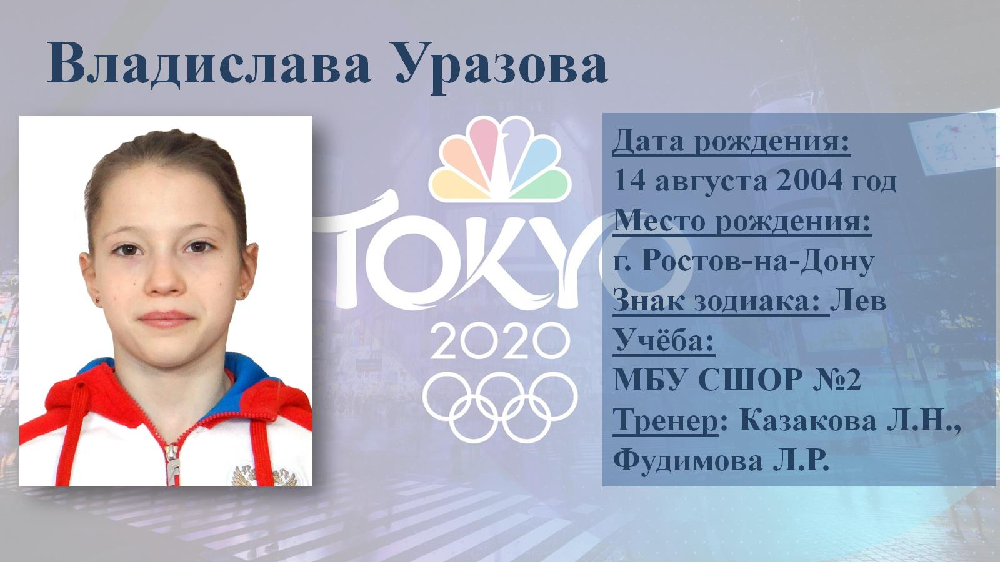 Владислава Уразова
TOKYO
2020
Дата рождения:
14 августа 2004 год
Место рождения:
г. Ростов-на-Дону
Знак зодиака: Лев
Учёба:
МБУ СШОР №2
Тренер: Казакова Л.Н.,
Фудимова Л.Р.